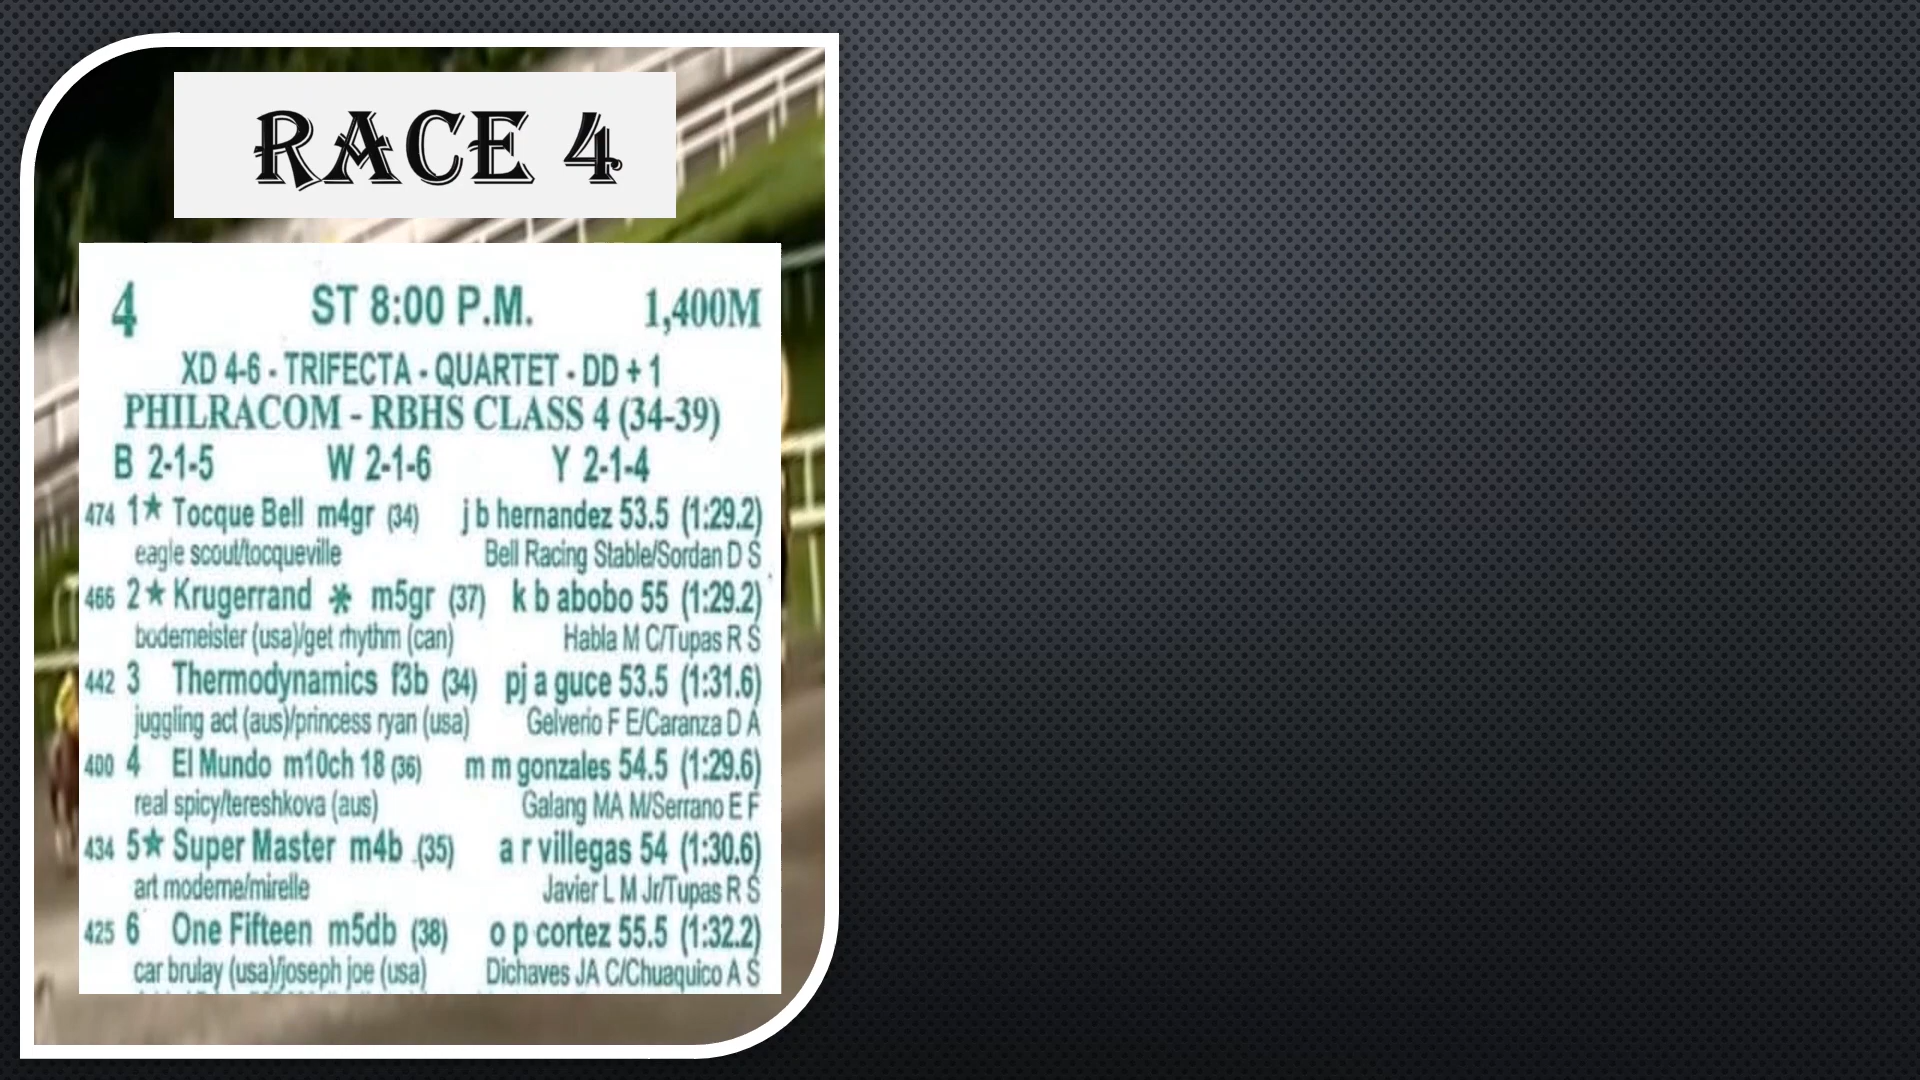 RACE 4
4 ST 8:00 P.M. 1,400M
XD 4-6 - TRIFECTA - QUARTET - DD + 1
PHILRACOM - RBHS CLASS 4 (34-39)
B 2-1-5 W 2-1-6 Y 2-1-4
474 1★ Tocque Bell m4gr (34) j b hernandez 53.5 (1:29.2)
eagle scout/tocqueville Bell Racing Stable/Sordan D S
466 2★ Krugerrand ✻ m5gr (37) k b abobo 55 (1:29.2)
bodemeister (usa)/get rhythm (can) Habla M C/Tupas R S
442 3 Thermodynamics f3b (34) pj a guce 53.5 (1:31.6)
juggling act (aus)/princess ryan (usa) Gelverio F E/Caranza D A
400 4 El Mundo m10ch 18 (36) m m gonzales 54.5 (1:29.6)
real spicy/tereshkova (aus) Galang MA M/Serrano E F
434 5★ Super Master m4b (35) a r villegas 54 (1:30.6)
art moderne/mirelle Javier L M Jr/Tupas R S
425 6 One Fifteen m5db (38) o p cortez 55.5 (1:32.2)
car brulay (usa)/joseph joe (usa) Dichaves JA C/Chuaquico A S